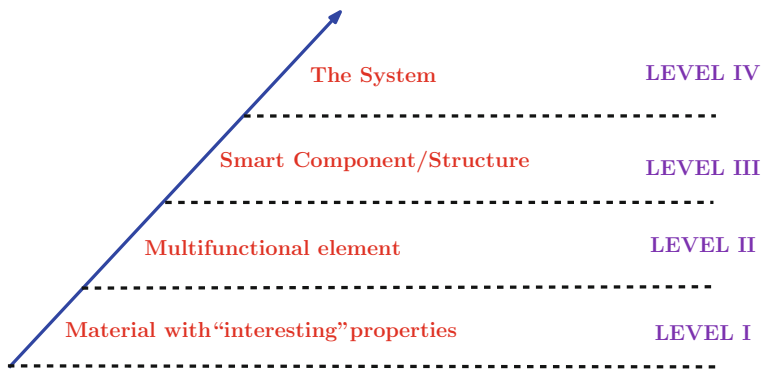 The System LEVEL IV
Smart Component/Structure LEVEL III
Multifunctional element LEVEL II
Material with “interesting” properties LEVEL I